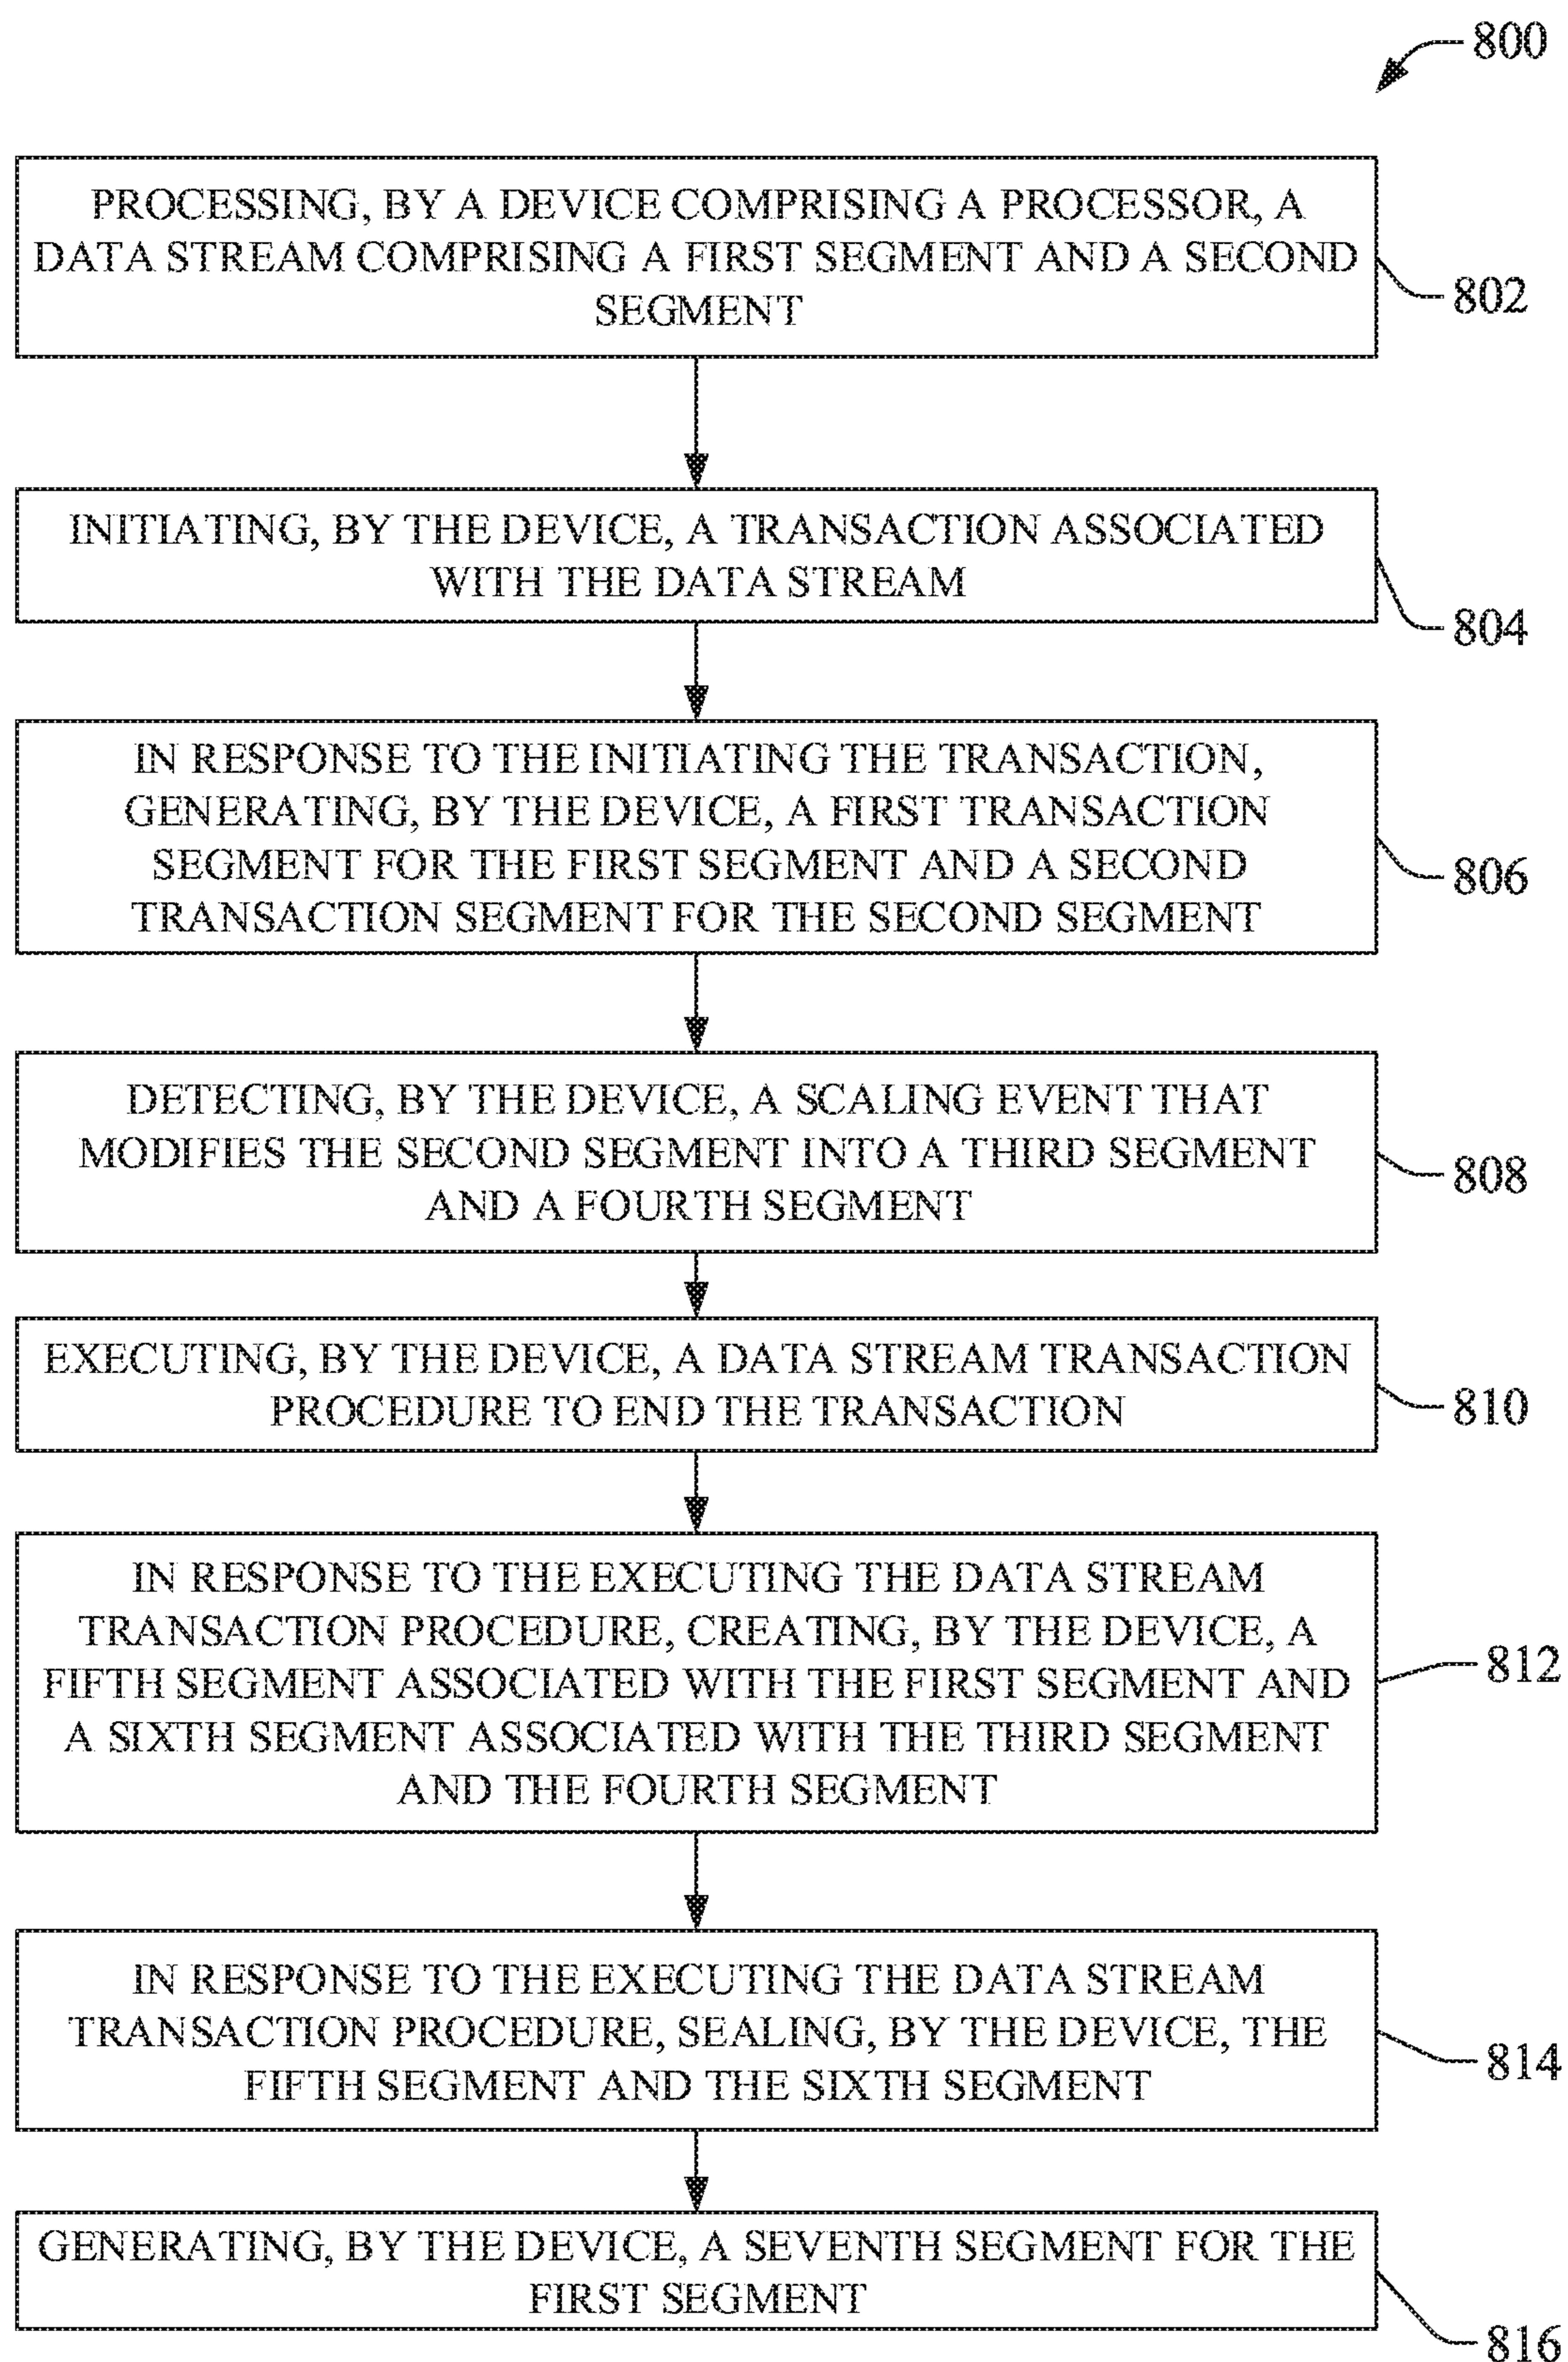 800
PROCESSING, BY A DEVICE COMPRISING A PROCESSOR, A
DATA STREAM COMPRISING A FIRST SEGMENT AND A SECOND
SEGMENT
802
INITIATING, BY THE DEVICE, A TRANSACTION ASSOCIATED
WITH THE DATA STREAM
804
IN RESPONSE TO THE INITIATING THE TRANSACTION,
GENERATING, BY THE DEVICE, A FIRST TRANSACTION
SEGMENT FOR THE FIRST SEGMENT AND A SECOND
TRANSACTION SEGMENT FOR THE SECOND SEGMENT
806
DETECTING, BY THE DEVICE, A SCALING EVENT THAT
MODIFIES THE SECOND SEGMENT INTO A THIRD SEGMENT
AND A FOURTH SEGMENT
808
EXECUTING, BY THE DEVICE, A DATA STREAM TRANSACTION
PROCEDURE TO END THE TRANSACTION
810
IN RESPONSE TO THE EXECUTING THE DATA STREAM
TRANSACTION PROCEDURE, CREATING, BY THE DEVICE, A
FIFTH SEGMENT ASSOCIATED WITH THE FIRST SEGMENT AND
A SIXTH SEGMENT ASSOCIATED WITH THE THIRD SEGMENT
AND THE FOURTH SEGMENT
812
IN RESPONSE TO THE EXECUTING THE DATA STREAM
TRANSACTION PROCEDURE, SEALING, BY THE DEVICE, THE
FIFTH SEGMENT AND THE SIXTH SEGMENT
814
GENERATING, BY THE DEVICE, A SEVENTH SEGMENT FOR THE
FIRST SEGMENT
816